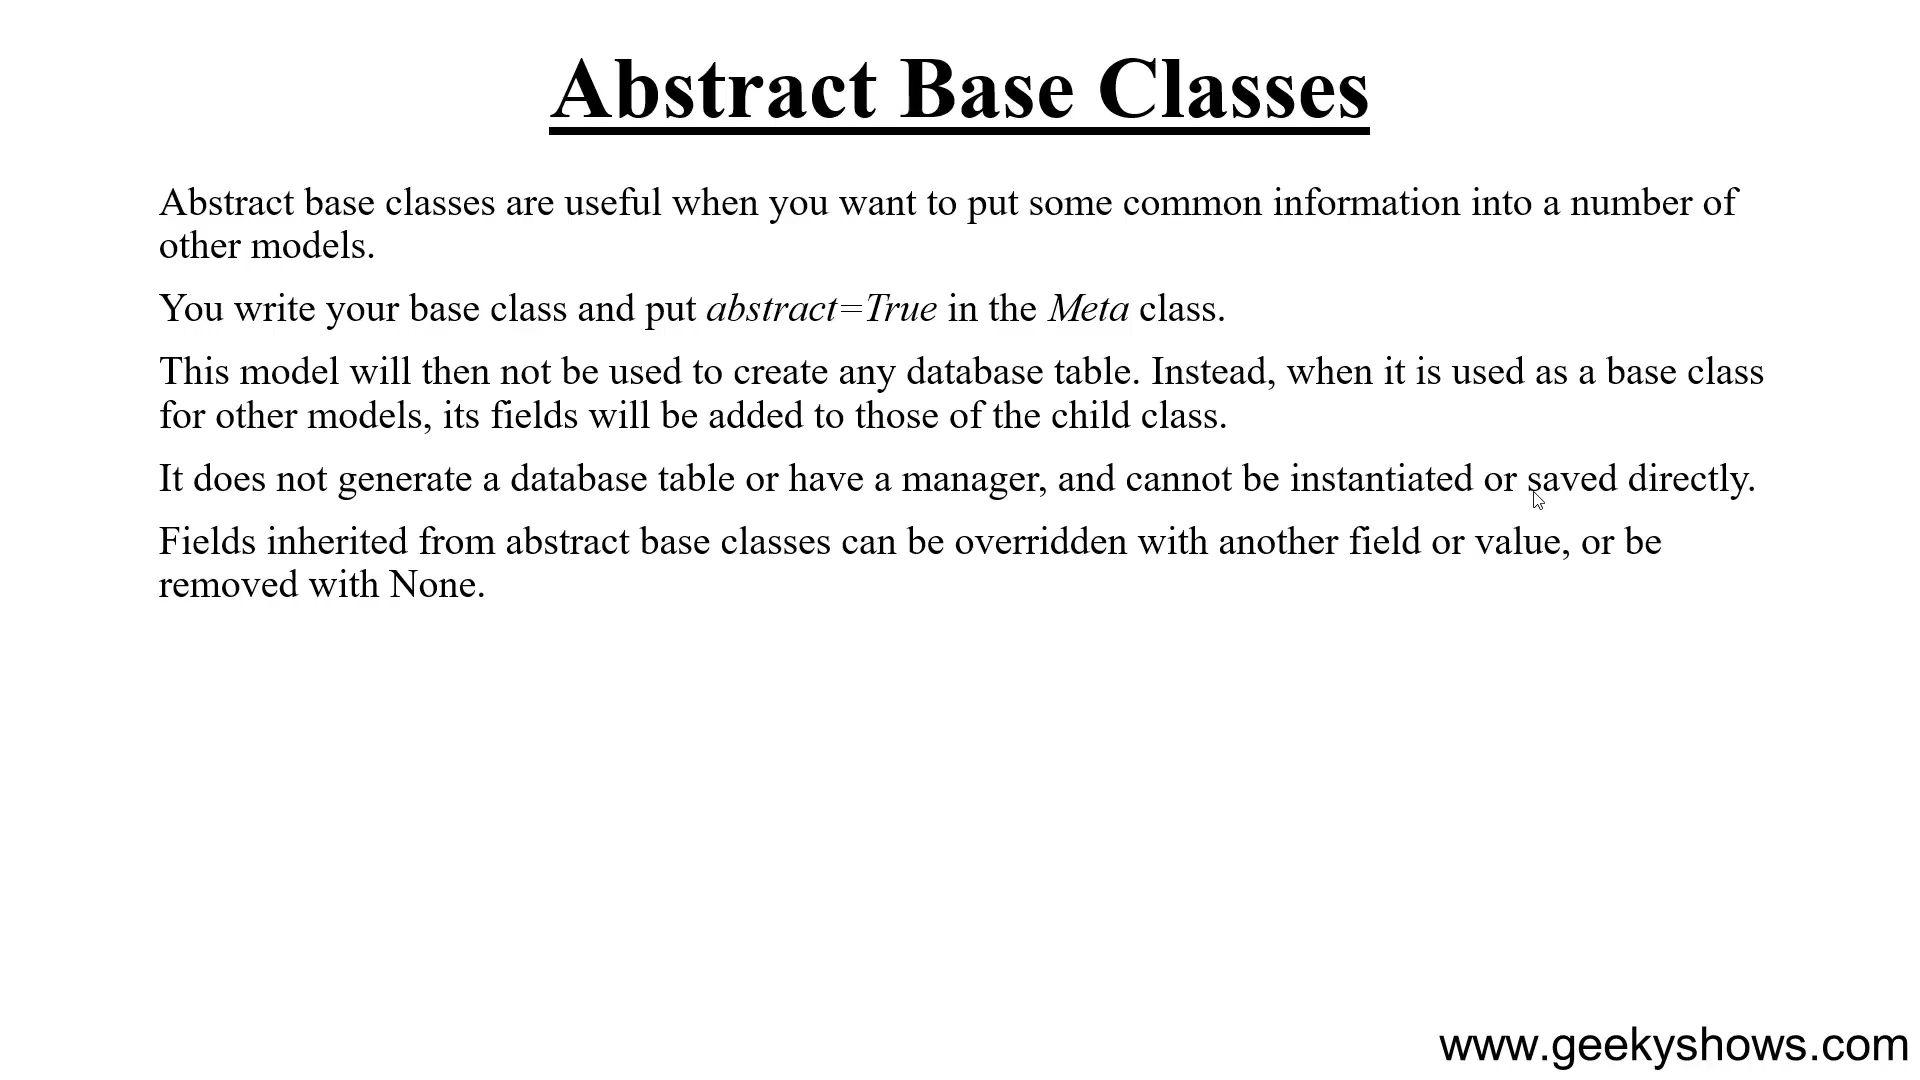 Abstract Base Classes
Abstract base classes are useful when you want to put some common information into a number of
other models.
You write your base class and put abstract=True in the Meta class.
This model will then not be used to create any database table. Instead, when it is used as a base class
for other models, its fields will be added to those of the child class.
It does not generate a database table or have a manager, and cannot be instantiated or saved directly.
Fields inherited from abstract base classes can be overridden with another field or value, or be
removed with None.
www.geekyshows.com